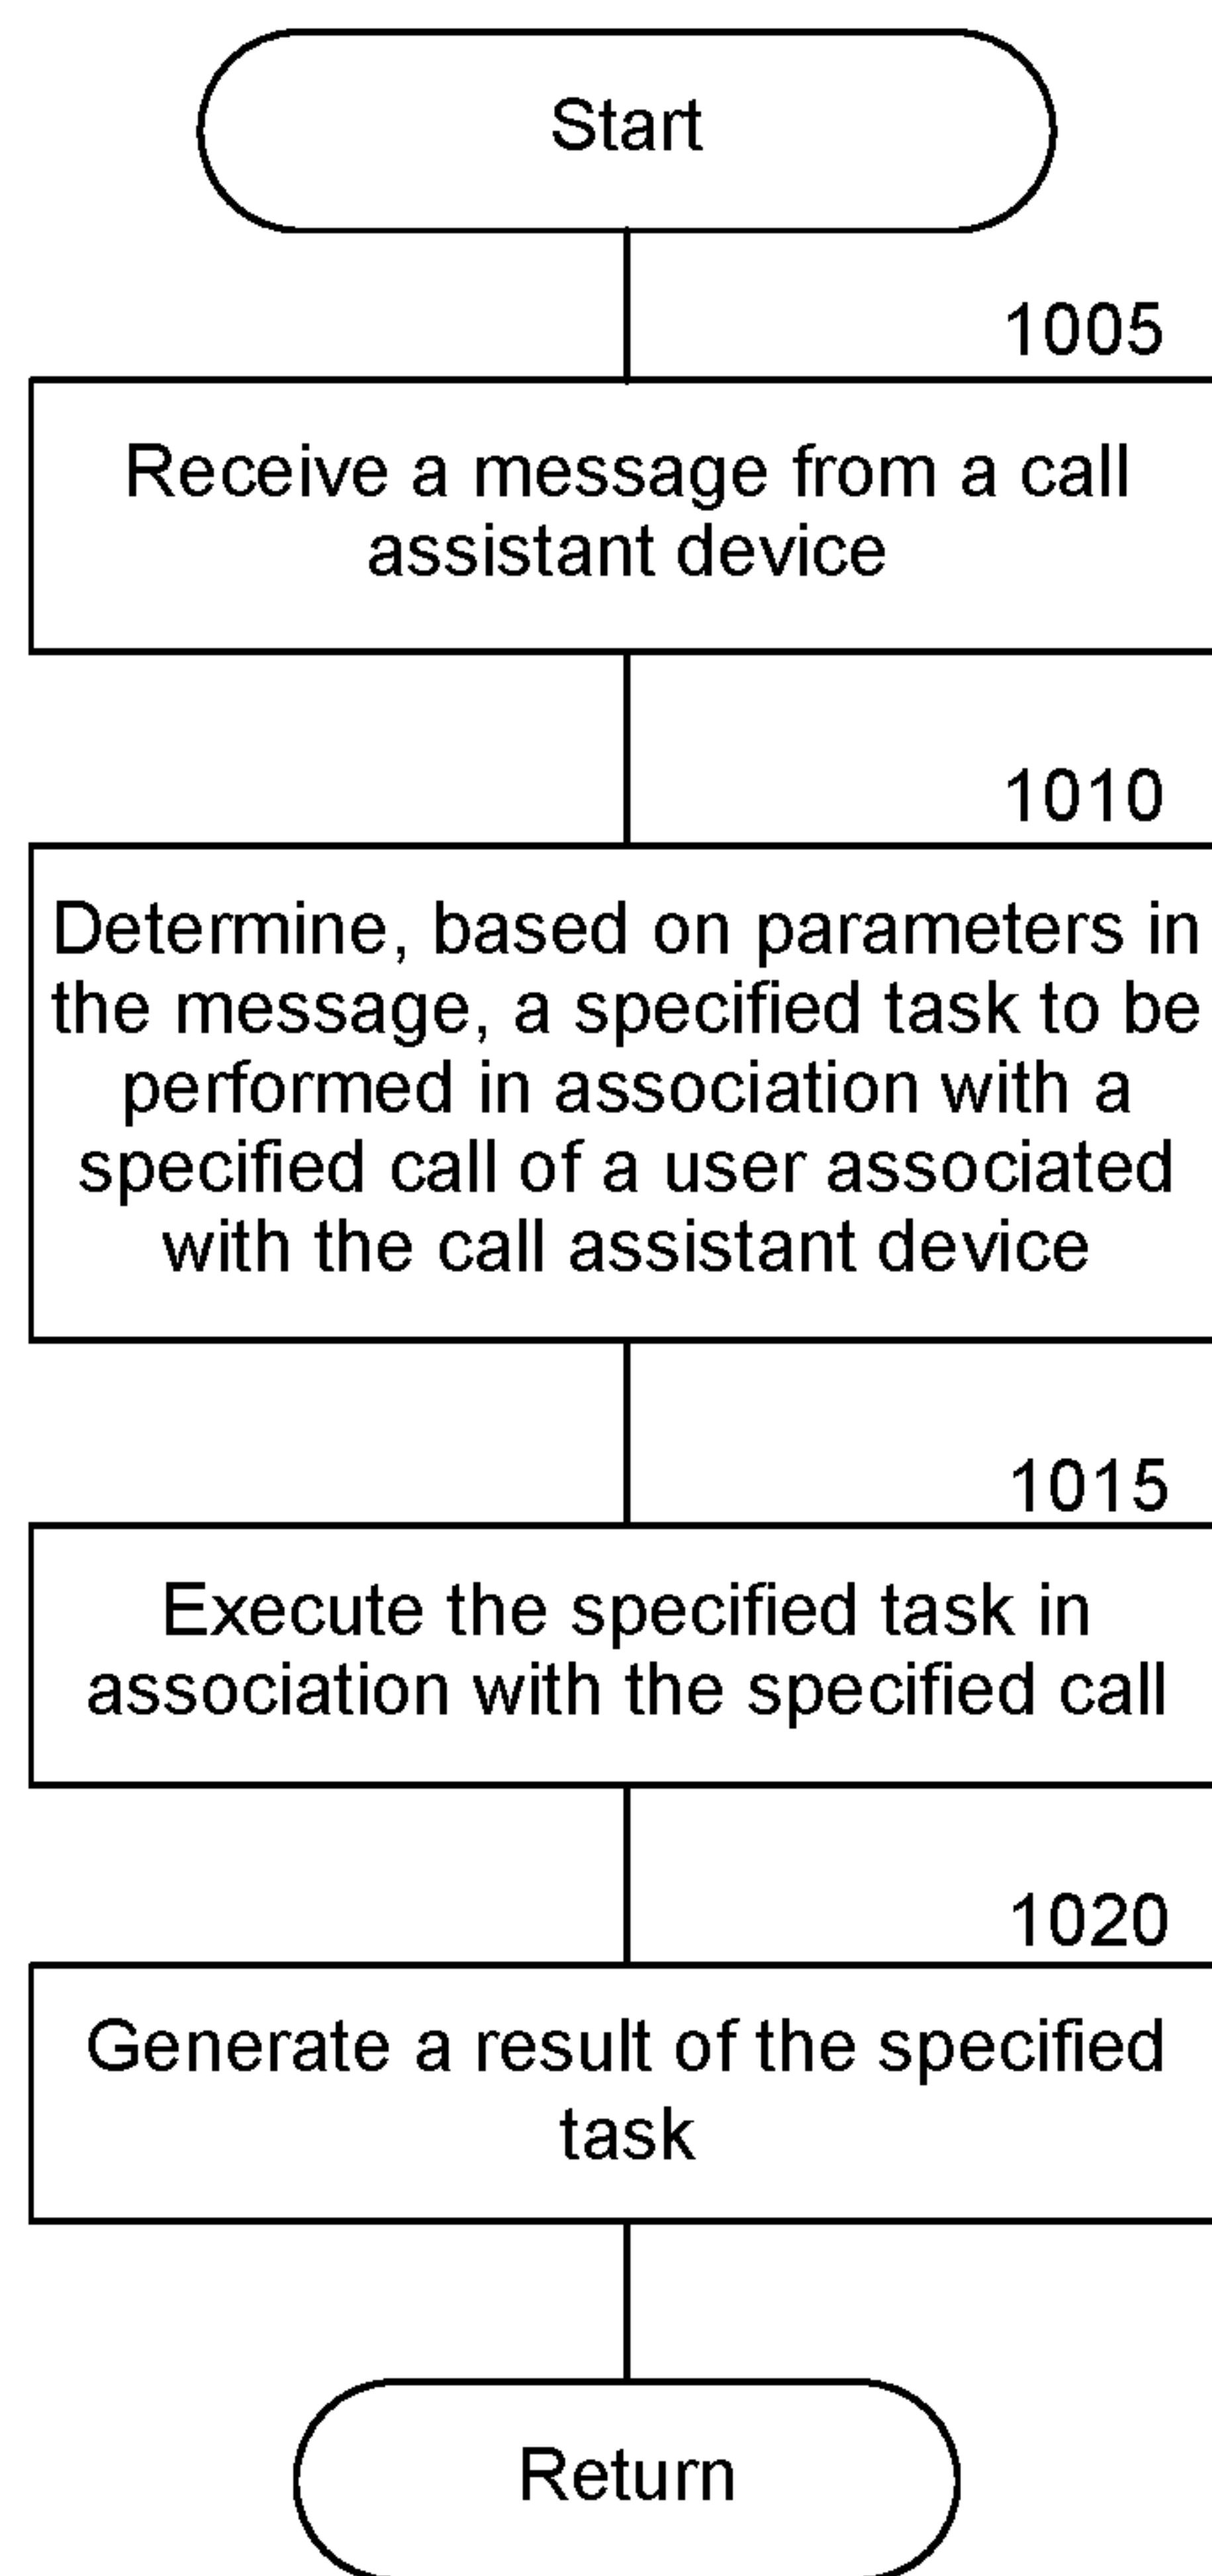 Start
1005
Receive a message from a call
assistant device
1010
Determine, based on parameters in
the message, a specified task to be
performed in association with a
specified call of a user associated
with the call assistant device
1015
Execute the specified task in
association with the specified call
1020
Generate a result of the specified
task
Return